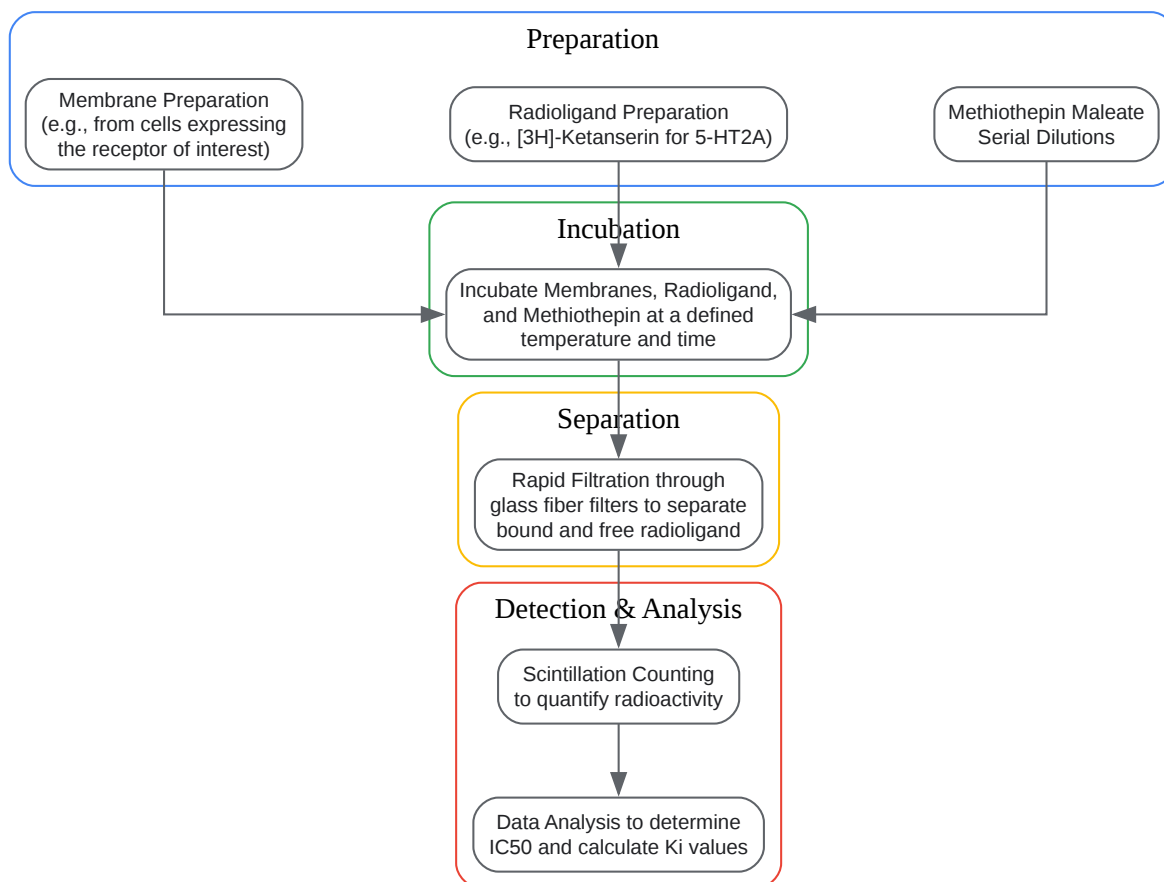 Preparation
Membrane Preparation
(e.g., from cells expressing
the receptor of interest)
Radioligand Preparation
(e.g., [3H]-Ketanserin for 5-HT2A)
Methiothepin Maleate
Serial Dilutions
Incubation
Incubate Membranes, Radioligand,
and Methiothepin at a defined
temperature and time
Separation
Rapid Filtration through
glass fiber filters to separate
bound and free radioligand
Detection & Analysis
Scintillation Counting
to quantify radioactivity
Data Analysis to determine
IC50 and calculate Ki values